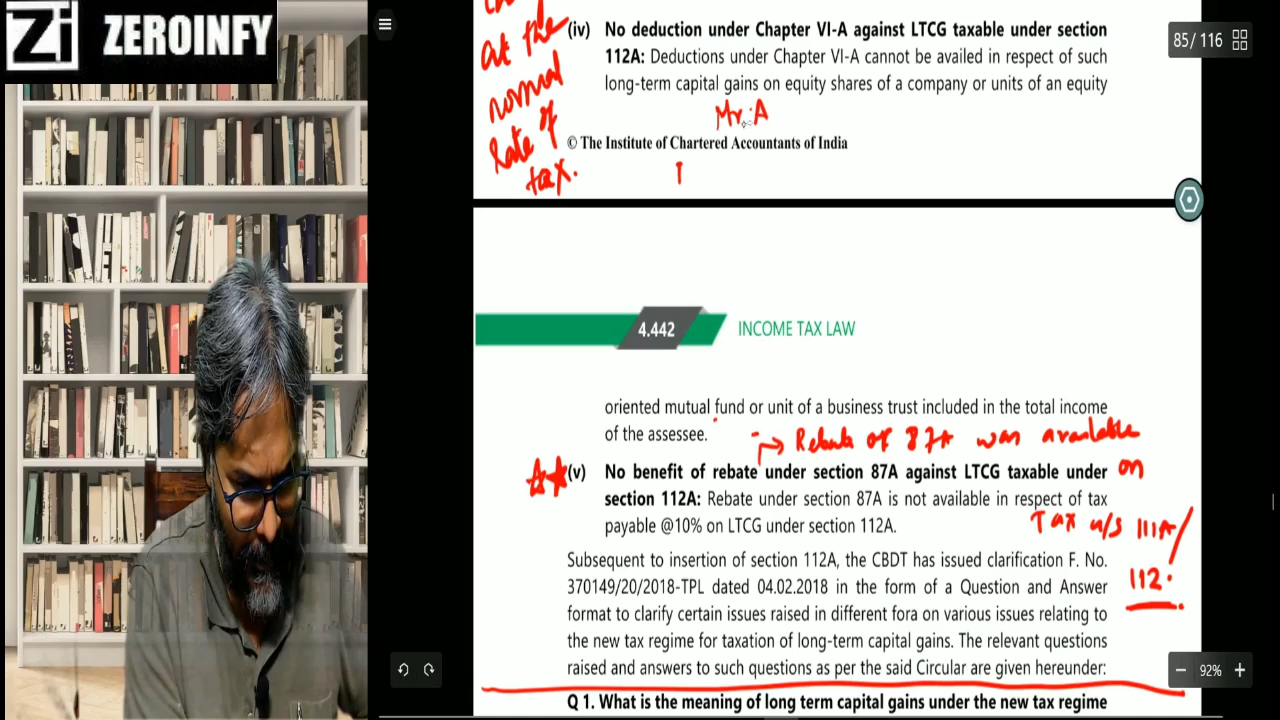 Zi ZEROINFY
at the
normal
Rate of
tax.
(iv) No deduction under Chapter VI-A against LTCG taxable under section
112A: Deductions under Chapter VI-A cannot be availed in respect of such
long-term capital gains on equity shares of a company or units of an equity
Mr. A
© The Institute of Chartered Accountants of India
85 / 116
4.442 INCOME TAX LAW
oriented mutual fund or unit of a business trust included in the total income
of the assessee.
Rebate of 87A was available
on
Tax u/s 111A/
112.
(v) No benefit of rebate under section 87A against LTCG taxable under
section 112A: Rebate under section 87A is not available in respect of tax
payable @10% on LTCG under section 112A.
Subsequent to insertion of section 112A, the CBDT has issued clarification F. No.
370149/20/2018-TPL dated 04.02.2018 in the form of a Question and Answer
format to clarify certain issues raised in different fora on various issues relating to
the new tax regime for taxation of long-term capital gains. The relevant questions
raised and answers to such questions as per the said Circular are given hereunder:
Q 1. What is the meaning of long term capital gains under the new tax regime
− 92% +